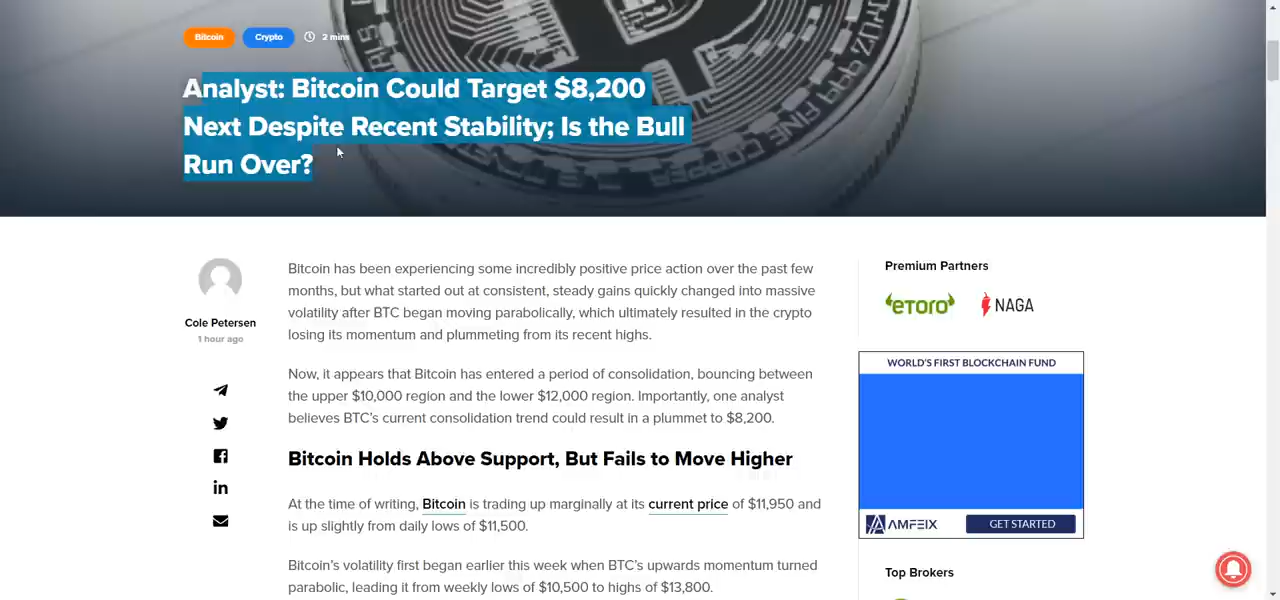 Bitcoin Crypto 2 mins
Analyst: Bitcoin Could Target $8,200
Next Despite Recent Stability; Is the Bull
Run Over?
Cole Petersen
1 hour ago
Bitcoin has been experiencing some incredibly positive price action over the past few
months, but what started out at consistent, steady gains quickly changed into massive
volatility after BTC began moving parabolically, which ultimately resulted in the crypto
losing its momentum and plummeting from its recent highs.
Now, it appears that Bitcoin has entered a period of consolidation, bouncing between
the upper $10,000 region and the lower $12,000 region. Importantly, one analyst
believes BTC’s current consolidation trend could result in a plummet to $8,200.
Bitcoin Holds Above Support, But Fails to Move Higher
At the time of writing, Bitcoin is trading up marginally at its current price of $11,950 and
is up slightly from daily lows of $11,500.
Bitcoin’s volatility first began earlier this week when BTC’s upwards momentum turned
parabolic, leading it from weekly lows of $10,500 to highs of $13,800.
Premium Partners
eToro NAGA
WORLD'S FIRST BLOCKCHAIN FUND
AMFEIX GET STARTED
Top Brokers